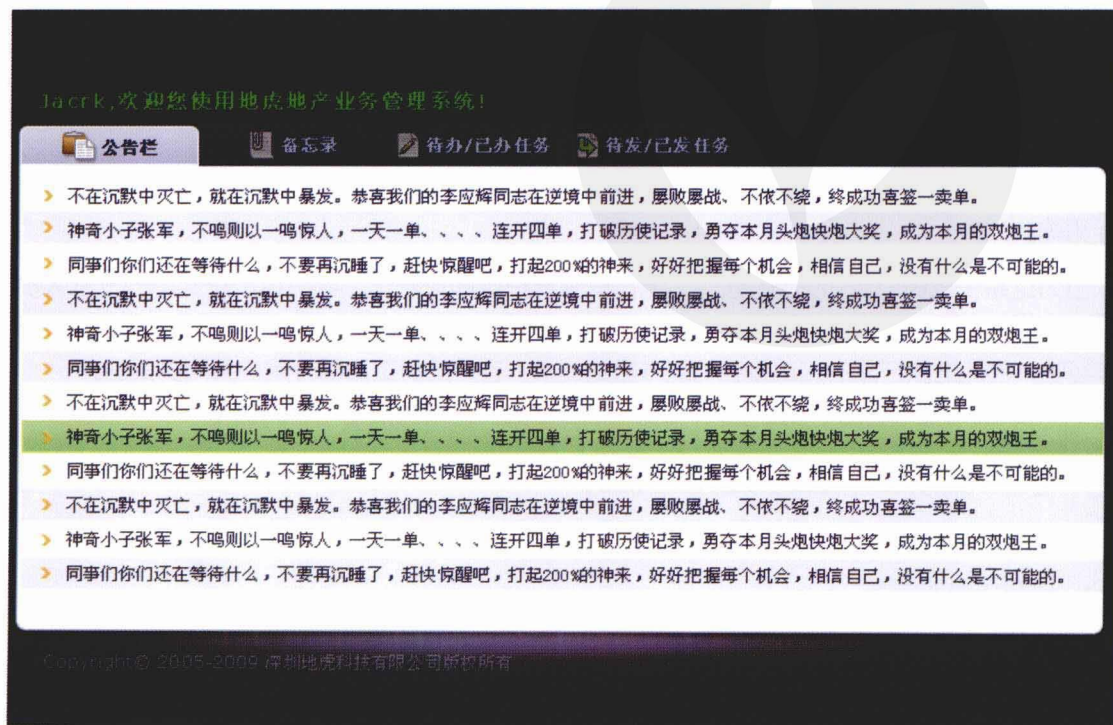 Jacrk,欢迎您使用地虎地产业务管理系统!
公告栏 备忘录 待办/已办任务 待发/已发任务
不在沉默中灭亡，就在沉默中暴发。恭喜我们的李应辉同志在逆境中前进，屡败屡战、不依不绕，终成功喜签一卖单。
神奇小子张军，不鸣则以一鸣惊人，一天一单、、、、连开四单，打破历使记录，勇夺本月头炮快炮大奖，成为本月的双炮王。
同事们你们还在等待什么，不要再沉睡了，赶快惊醒吧，打起200%的神来，好好把握每个机会，相信自己，没有什么是不可能的。
不在沉默中灭亡，就在沉默中暴发。恭喜我们的李应辉同志在逆境中前进，屡败屡战、不依不绕，终成功喜签一卖单。
神奇小子张军，不鸣则以一鸣惊人，一天一单、、、、连开四单，打破历使记录，勇夺本月头炮快炮大奖，成为本月的双炮王。
同事们你们还在等待什么，不要再沉睡了，赶快惊醒吧，打起200%的神来，好好把握每个机会，相信自己，没有什么是不可能的。
不在沉默中灭亡，就在沉默中暴发。恭喜我们的李应辉同志在逆境中前进，屡败屡战、不依不绕，终成功喜签一卖单。
神奇小子张军，不鸣则以一鸣惊人，一天一单、、、、连开四单，打破历使记录，勇夺本月头炮快炮大奖，成为本月的双炮王。
同事们你们还在等待什么，不要再沉睡了，赶快惊醒吧，打起200%的神来，好好把握每个机会，相信自己，没有什么是不可能的。
不在沉默中灭亡，就在沉默中暴发。恭喜我们的李应辉同志在逆境中前进，屡败屡战、不依不绕，终成功喜签一卖单。
神奇小子张军，不鸣则以一鸣惊人，一天一单、、、、连开四单，打破历使记录，勇夺本月头炮快炮大奖，成为本月的双炮王。
同事们你们还在等待什么，不要再沉睡了，赶快惊醒吧，打起200%的神来，好好把握每个机会，相信自己，没有什么是不可能的。
Copyright© 2005-2009 深圳地虎科技有限公司版权所有